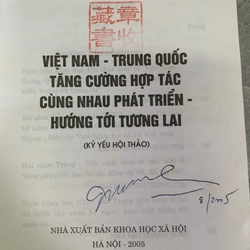 VIỆT NAM - TRUNG QUỐC
TĂNG CƯỜNG HỢP TÁC
CÙNG NHAU PHÁT TRIỂN -
HƯỚNG TỚI TƯƠNG LAI
(KỶ YẾU HỘI THẢO)
8/2005
NHÀ XUẤT BẢN KHOA HỌC XÃ HỘI
HÀ NỘI - 2005